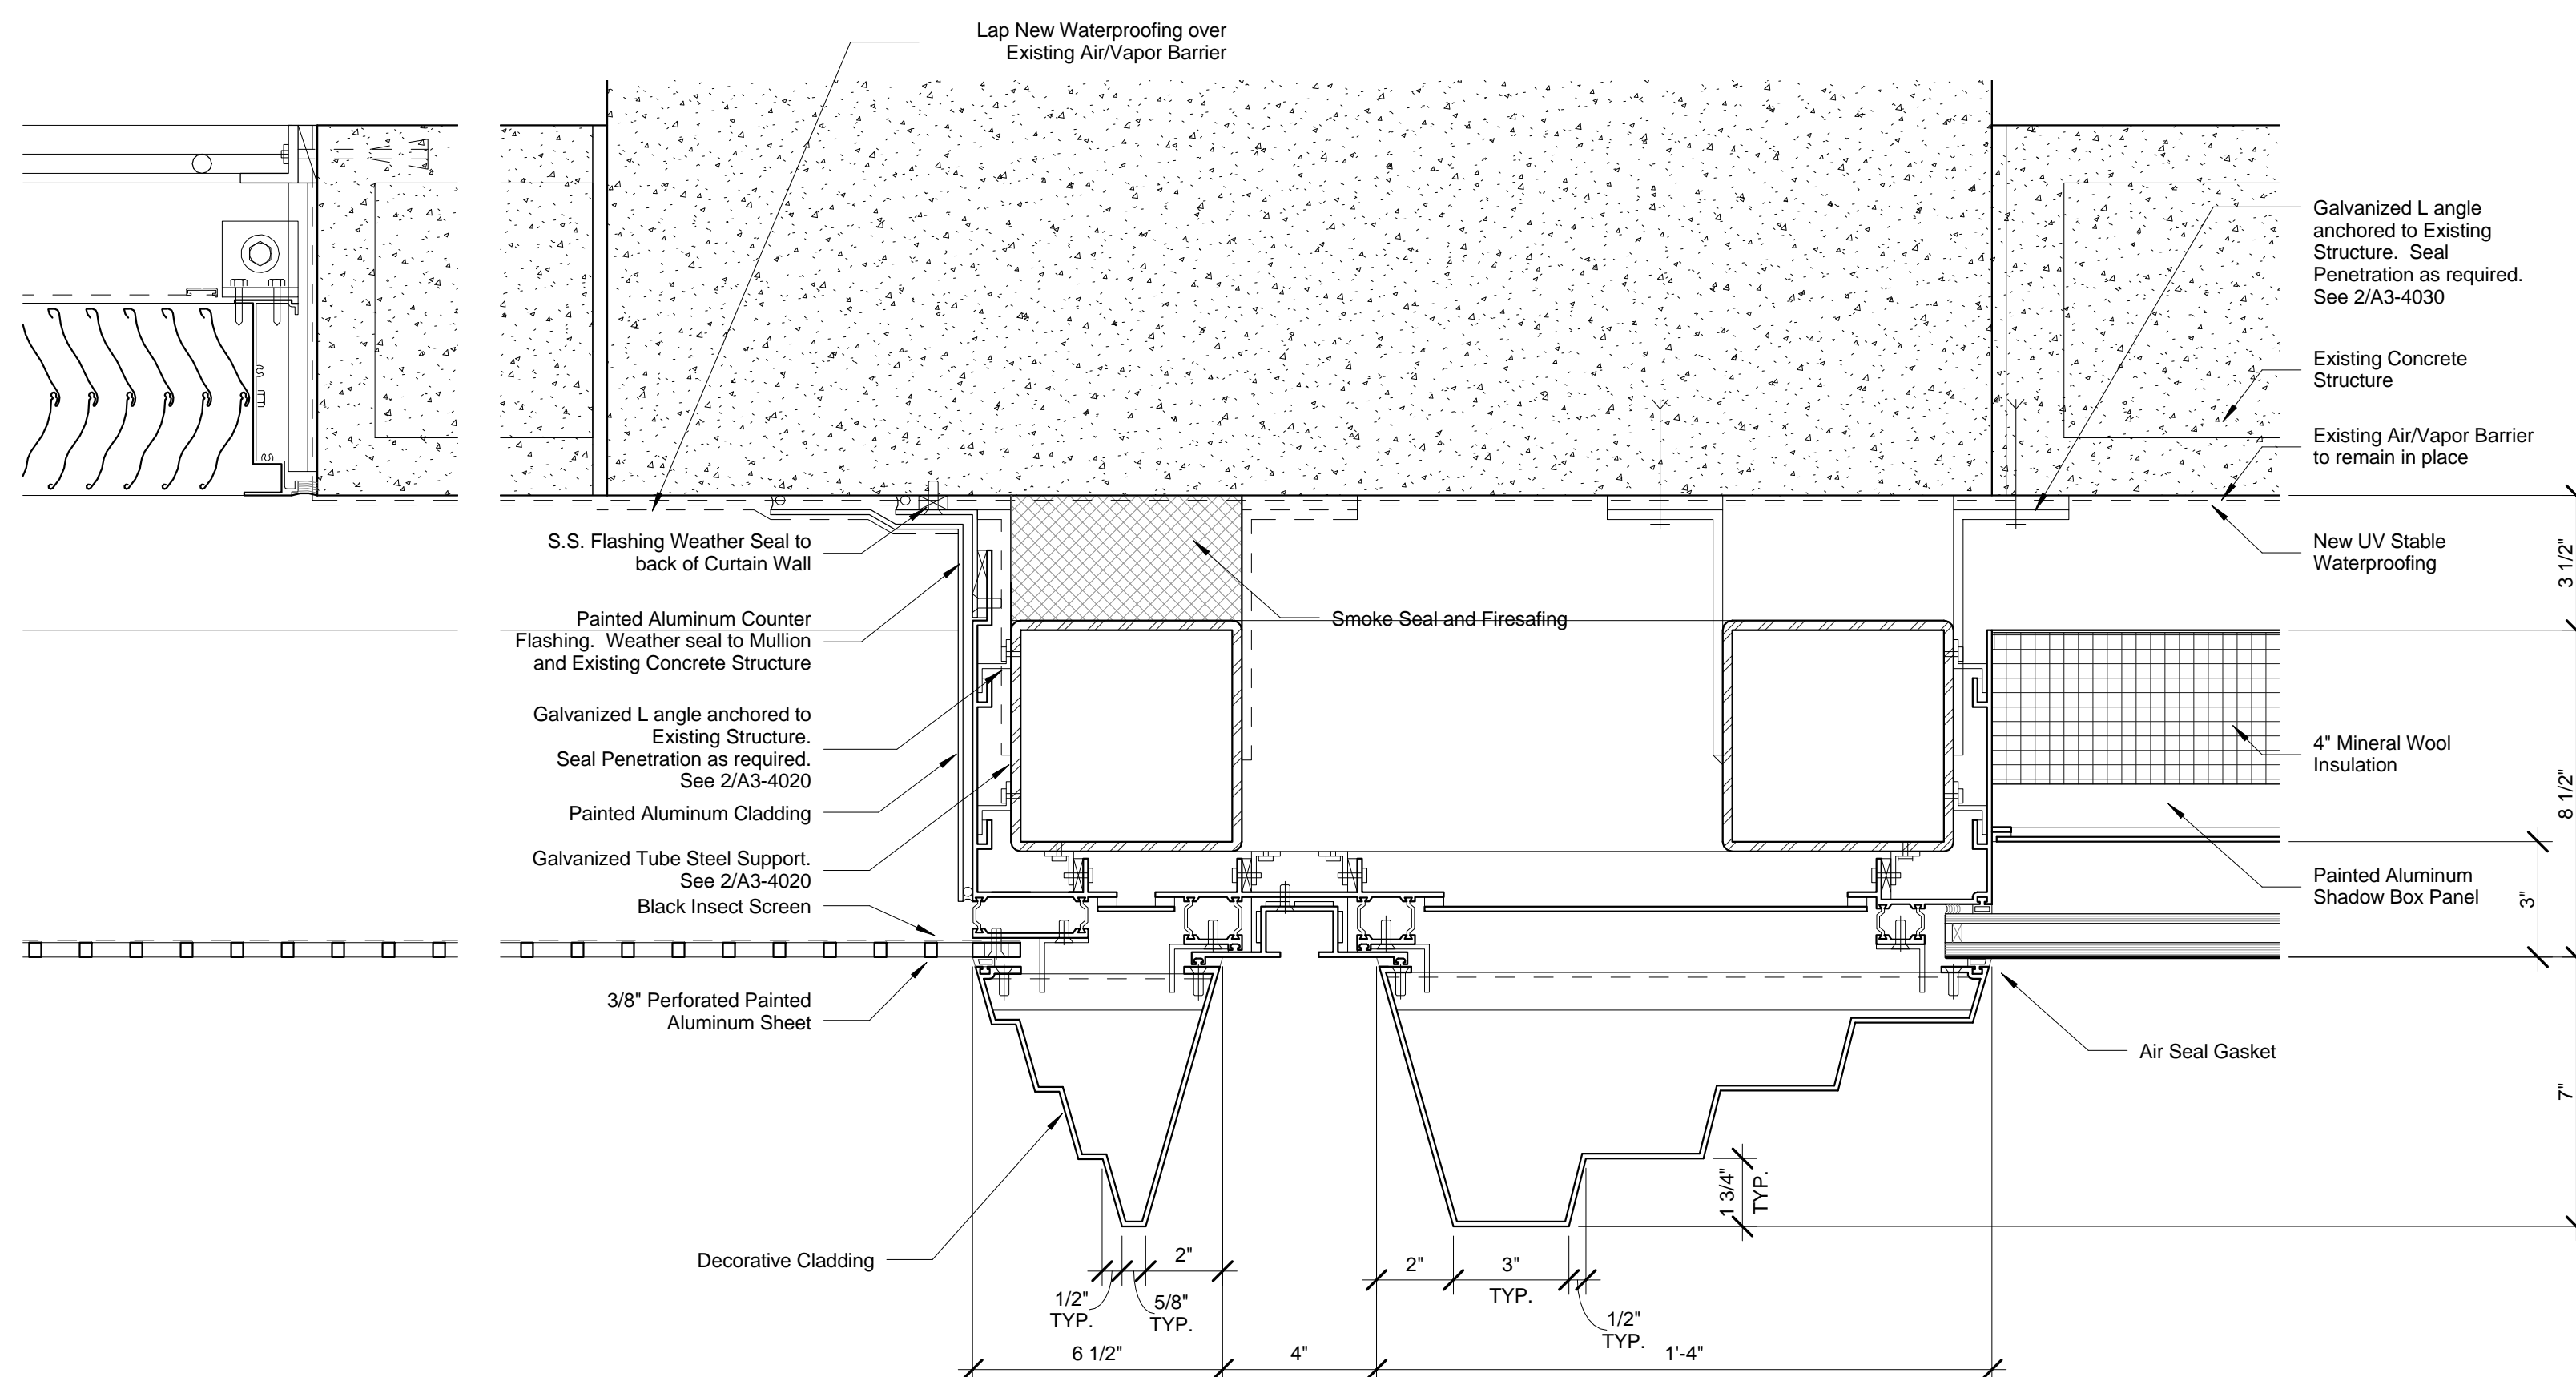 Lap New Waterproofing over
Existing Air/Vapor Barrier
Galvanized L angle
anchored to Existing
Structure. Seal
Penetration as required.
See 2/A3-4030
Existing Concrete
Structure
Existing Air/Vapor Barrier
to remain in place
New UV Stable
Waterproofing
3 1/2"
S.S. Flashing Weather Seal to
back of Curtain Wall
Smoke Seal and Firesafing
Painted Aluminum Counter
Flashing. Weather seal to Mullion
and Existing Concrete Structure
Galvanized L angle anchored to
Existing Structure.
Seal Penetration as required.
See 2/A3-4020
Painted Aluminum Cladding
Galvanized Tube Steel Support.
See 2/A3-4020
Black Insect Screen
3/8" Perforated Painted
Aluminum Sheet
4" Mineral Wool
Insulation
8 1/2"
Painted Aluminum
Shadow Box Panel
3"
Air Seal Gasket
7"
Decorative Cladding
1 3/4"
TYP.
2"
1/2"
TYP.
5/8"
TYP.
2"
3"
TYP.
1/2"
TYP.
6 1/2"
4"
1'-4"